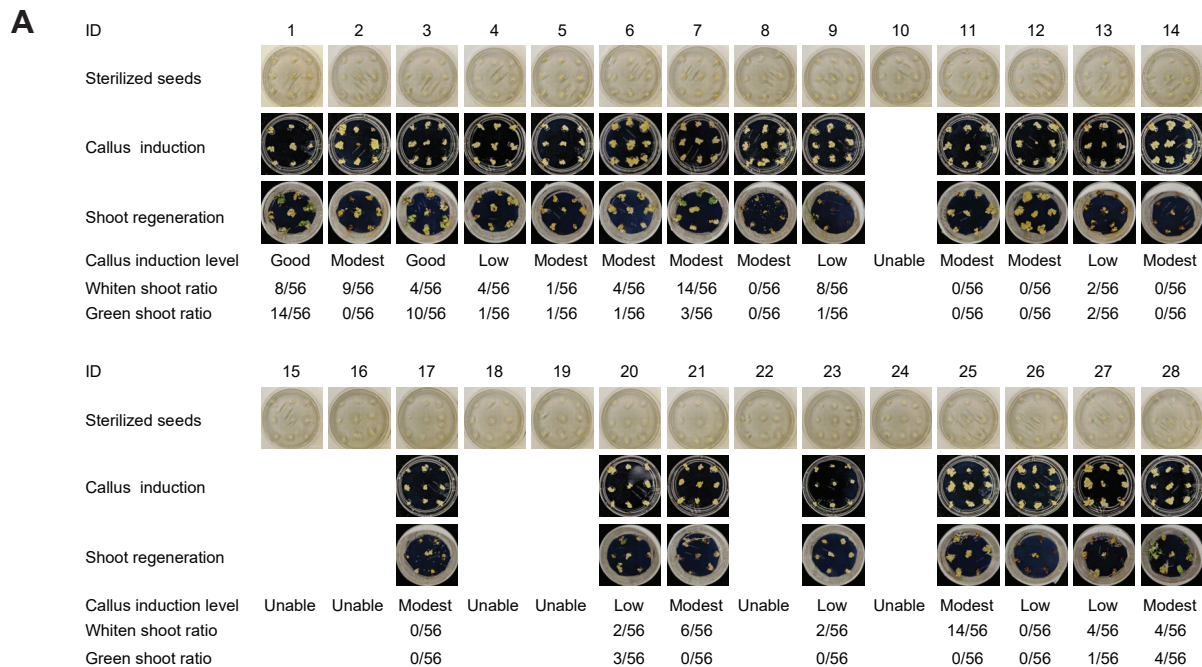 A
ID 1 2 3 4 5 6 7 8 9 10 11 12 13 14
Sterilized seeds
Callus induction
Shoot regeneration
Callus induction level Good Modest Good Low Modest Modest Modest Modest Low Unable Modest Modest Low Modest
Whiten shoot ratio 8/56 9/56 4/56 4/56 1/56 4/56 14/56 0/56 8/56 0/56 0/56 2/56 0/56
Green shoot ratio 14/56 0/56 10/56 1/56 1/56 1/56 3/56 0/56 1/56 0/56 0/56 2/56 0/56
ID 15 16 17 18 19 20 21 22 23 24 25 26 27 28
Sterilized seeds
Callus induction
Shoot regeneration
Callus induction level Unable Unable Modest Unable Unable Low Modest Unable Low Unable Modest Low Low Modest
Whiten shoot ratio 0/56 2/56 6/56 2/56 14/56 0/56 4/56 4/56
Green shoot ratio 0/56 3/56 0/56 0/56 0/56 0/56 1/56 4/56